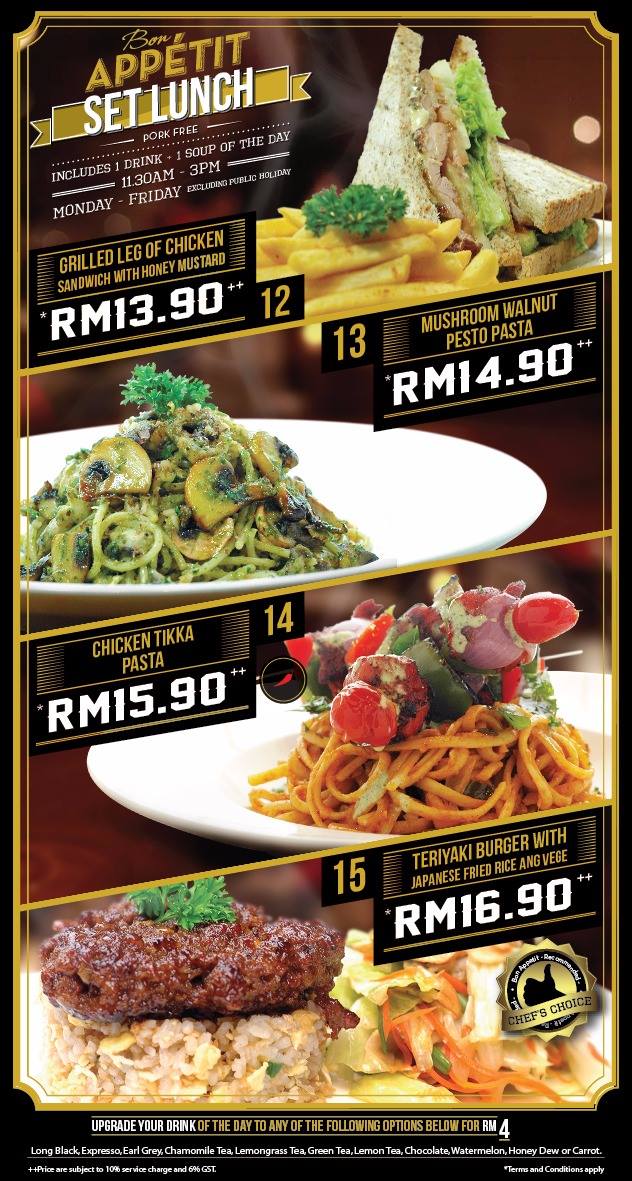 Bon
APPÉTIT
SET LUNCH
PORK FREE
INCLUDES 1 DRINK + 1 SOUP OF THE DAY
11.30AM - 3PM
MONDAY - FRIDAY EXCLUDING PUBLIC HOLIDAY
GRILLED LEG OF CHICKEN
SANDWICH WITH HONEY MUSTARD
*RM13.90++
12
13
MUSHROOM WALNUT
PESTO PASTA
*RM14.90++
14
CHICKEN TIKKA
PASTA
*RM15.90++
15
TERIYAKI BURGER WITH
JAPANESE FRIED RICE ANG VEGE
*RM16.90++
Bon Appetit - Recommended
CHEF'S CHOICE
UPGRADE YOUR DRINK OF THE DAY TO ANY OF THE FOLLOWING OPTIONS BELOW FOR RM 4
Long Black, Expresso, Earl Grey, Chamomile Tea, Lemongrass Tea, Green Tea, Lemon Tea, Chocolate, Watermelon, Honey Dew or Carrot.
++Price are subject to 10% service charge and 6% GST.
*Terms and Conditions apply